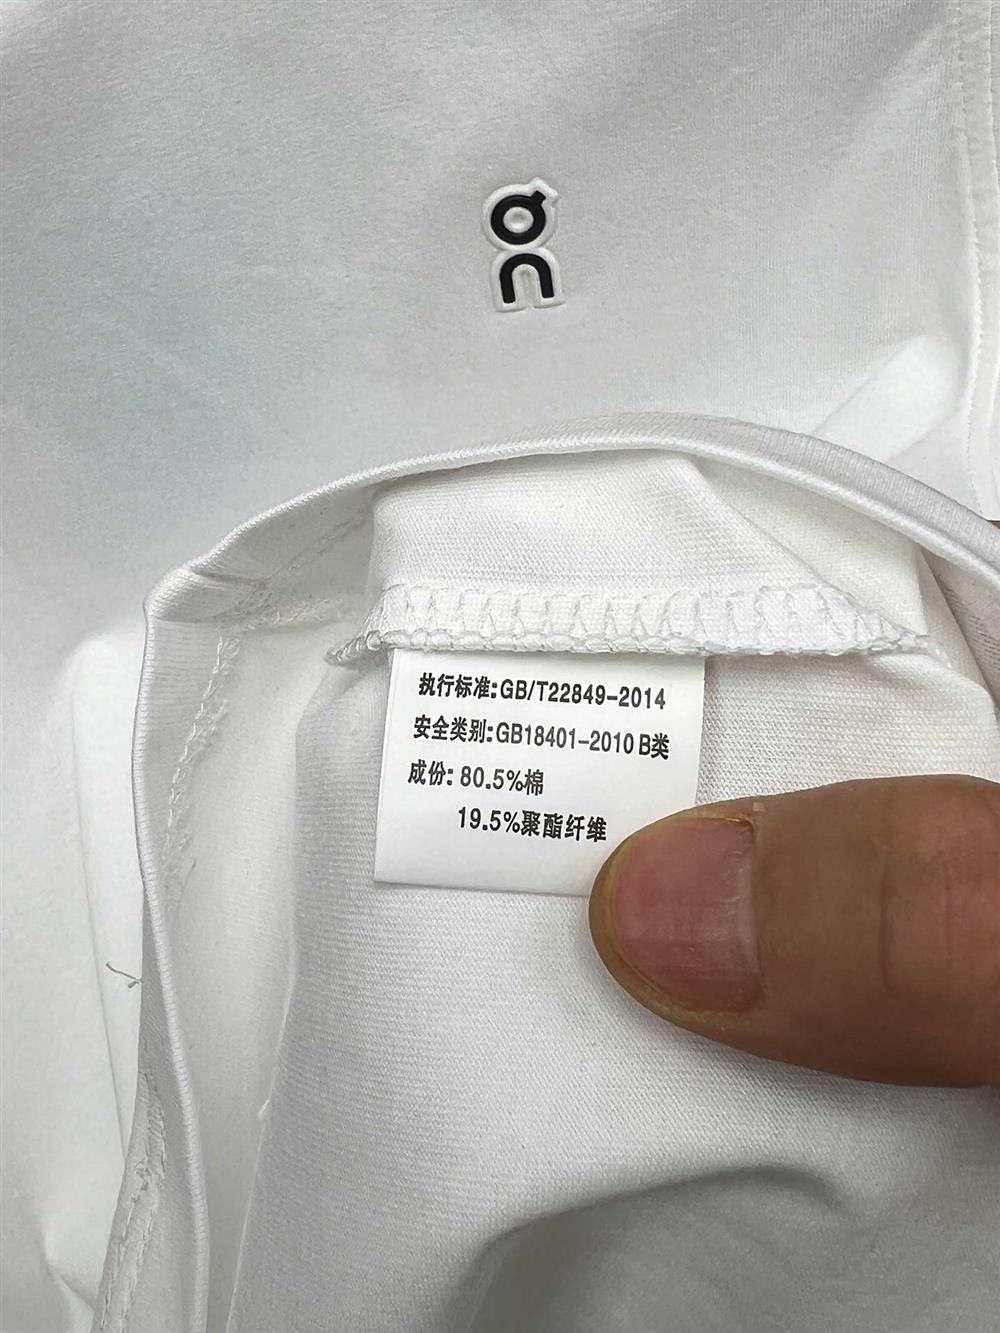 on
执行标准:GB/T22849-2014
安全类别:GB18401-2010 B类
成份: 80.5%棉
19.5%聚酯纤维